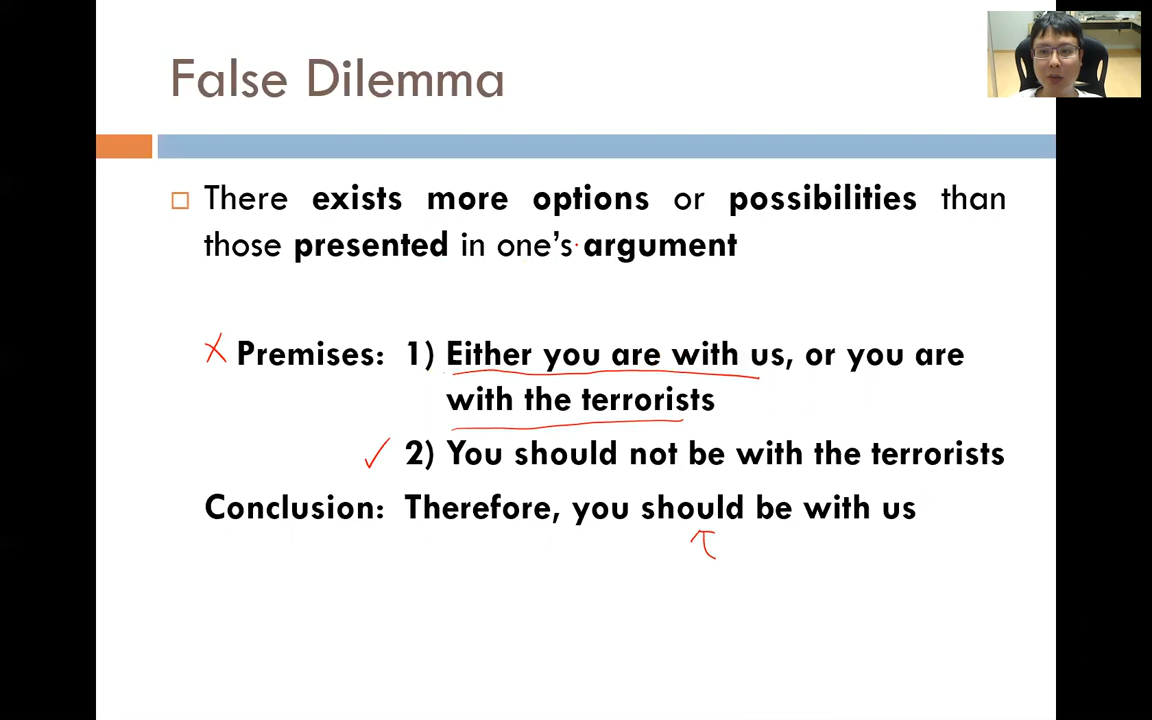 False Dilemma
There exists more options or possibilities than
those presented in one's argument
Premises: 1) Either you are with us, or you are
with the terrorists
2) You should not be with the terrorists
Conclusion: Therefore, you should be with us